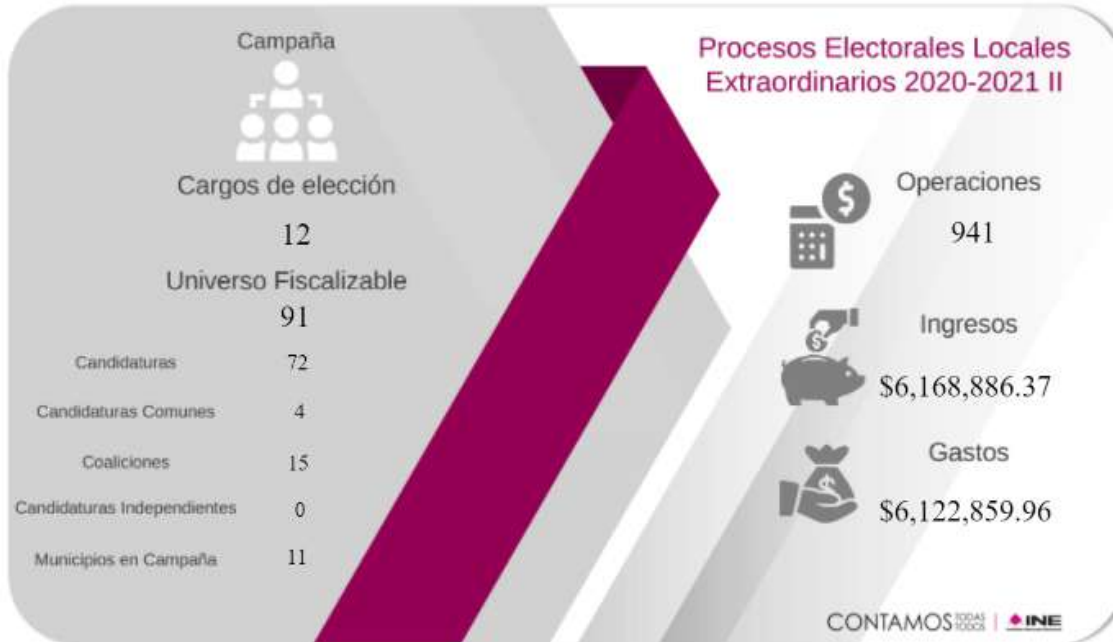 Campaña
Cargos de elección
12
Universo Fiscalizable
91
Candidaturas 72
Candidaturas Comunes 4
Coaliciones 15
Candidaturas Independientes 0
Municipios en Campaña 11
Procesos Electorales Locales
Extraordinarios 2020-2021 II
Operaciones
941
Ingresos
$6,168,886.37
Gastos
$6,122,859.96
CONTAMOS TODAS TODOS | INE